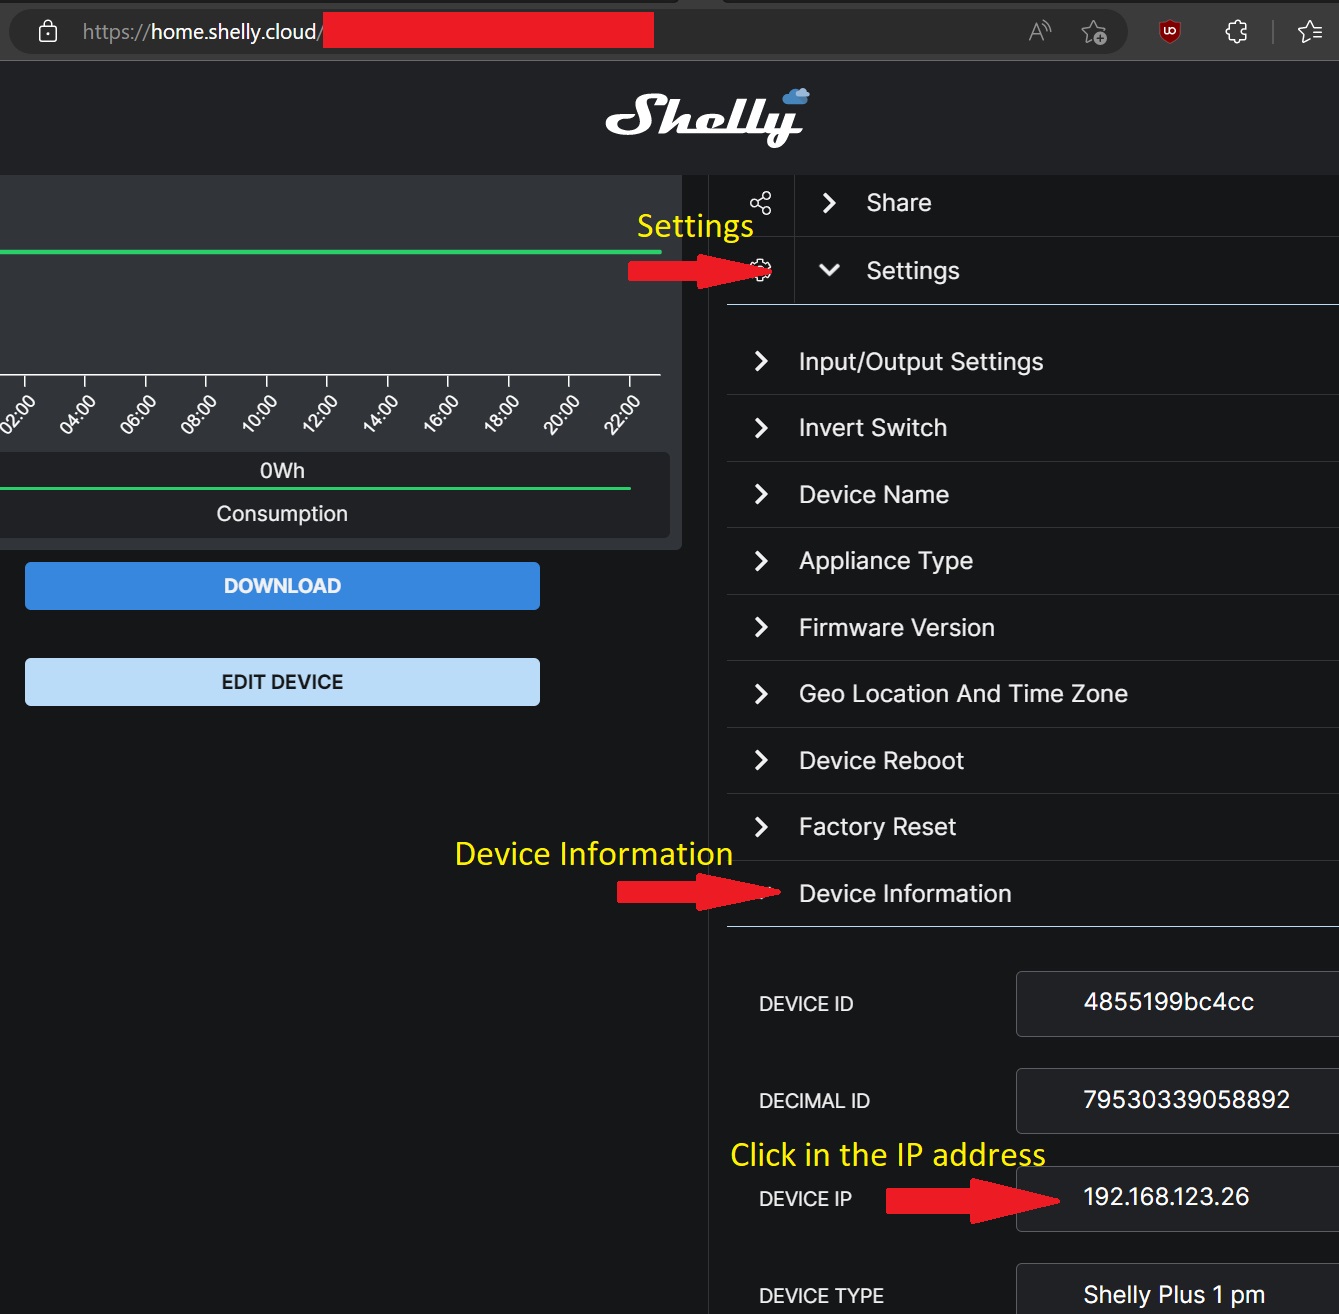 https://home.shelly.cloud/
Shelly
Share
Settings
Settings
Input/Output Settings
Invert Switch
Device Name
Appliance Type
Firmware Version
Geo Location And Time Zone
Device Reboot
Factory Reset
Device Information
Device Information
DEVICE ID 4855199bc4cc
DECIMAL ID 79530339058892
Click in the IP address
DEVICE IP 192.168.123.26
DEVICE TYPE Shelly Plus 1 pm
02:00 04:00 06:00 08:00 10:00 12:00 14:00 16:00 18:00 20:00 22:00
0Wh
Consumption
DOWNLOAD
EDIT DEVICE